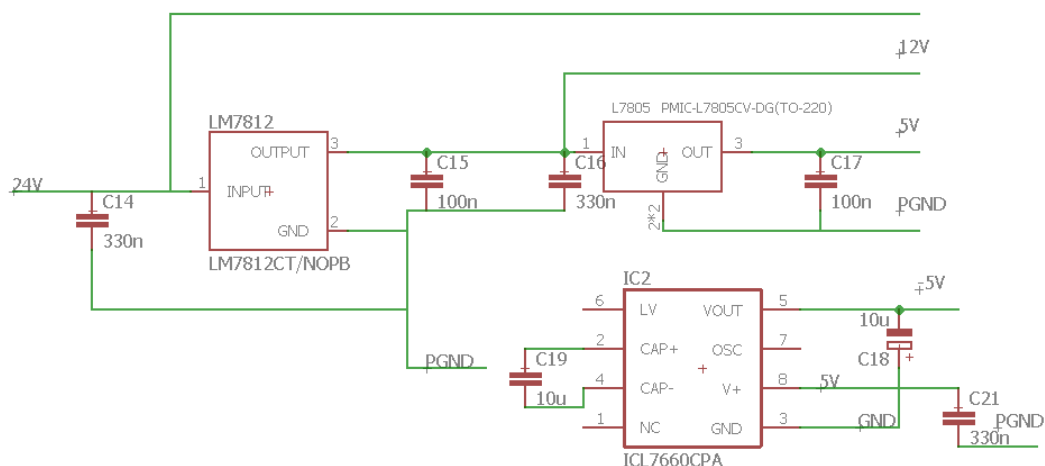 12V
L7805 PMIC-L7805CV-DG(TO-220)
LM7812
3
OUTPUT
C15
1
IN
GND
OUT
3
5V
C16
C17
24V
1
INPUT
C14
100n
330n
100n
330n
GND
2
2*2
PGND
LM7812CT/NOPB
IC2
-5V
6
LV
VOUT
5
10u
2
CAP+
OSC
7
C19
C18
PGND
4
CAP-
V+
8
5V
10u
C21
1
NC
GND
3
GND
PGND
330n
ICL7660CPA